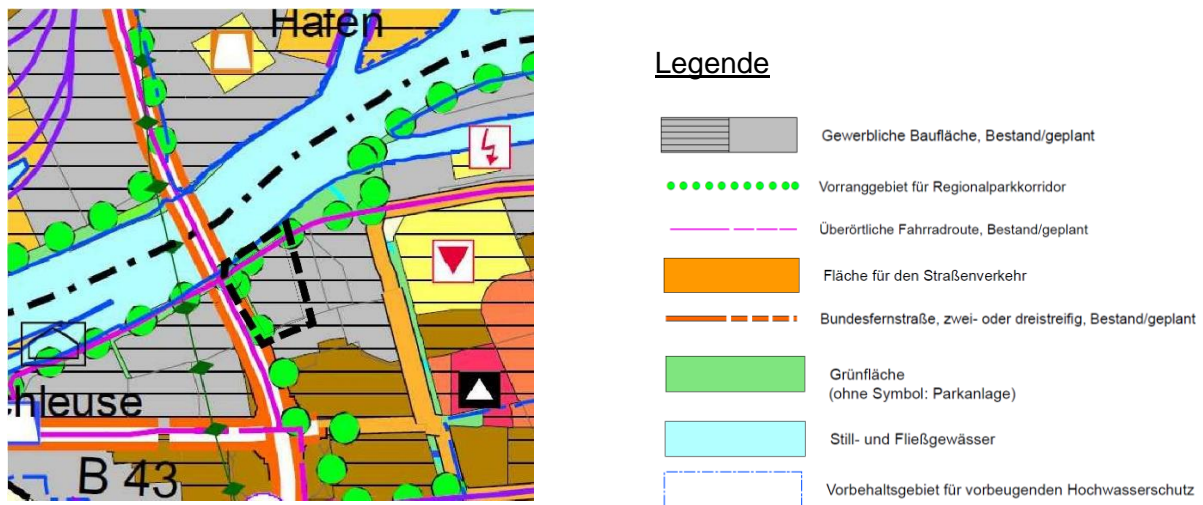 Hafen
chleuse
B 43
Legende
Gewerbliche Baufläche, Bestand/geplant
Vorranggebiet für Regionalparkkorridor
Überörtliche Fahrradroute, Bestand/geplant
Fläche für den Straßenverkehr
Bundesfernstraße, zwei- oder dreistreifig, Bestand/geplant
Grünfläche
(ohne Symbol: Parkanlage)
Still- und Fließgewässer
Vorbehaltsgebiet für vorbeugenden Hochwasserschutz